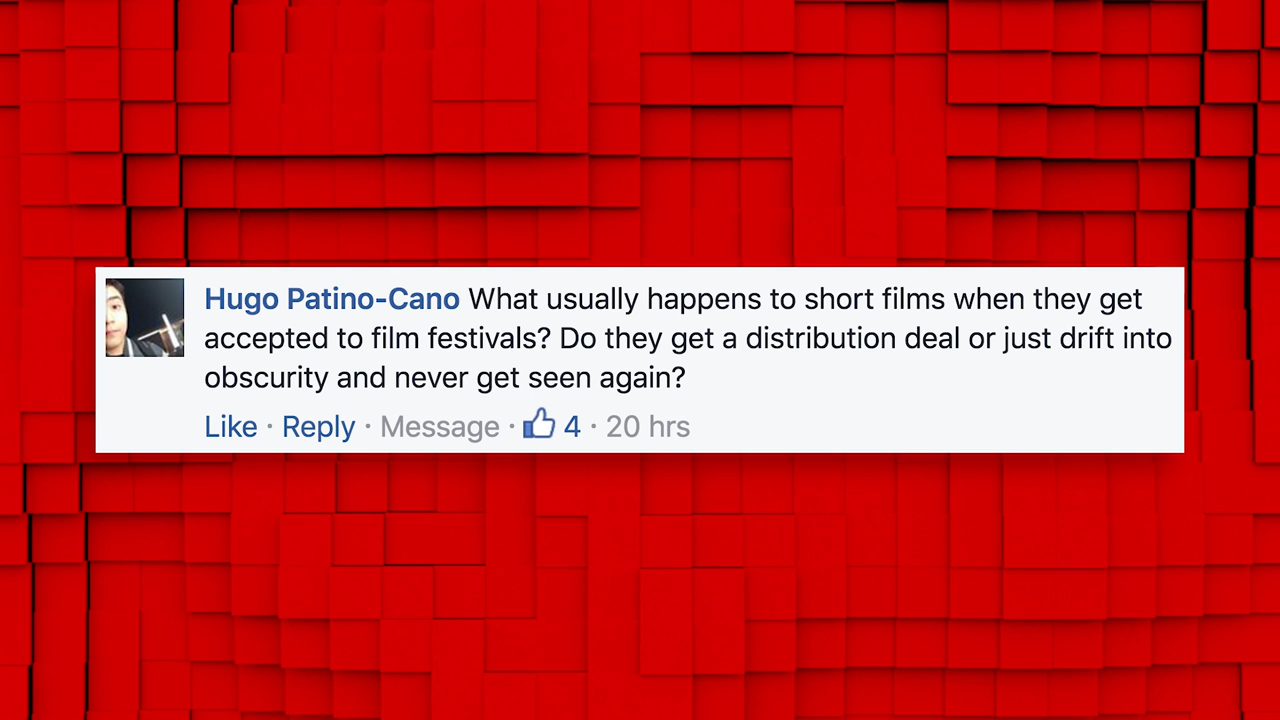 Hugo Patino-Cano What usually happens to short films when they get
accepted to film festivals? Do they get a distribution deal or just drift into
obscurity and never get seen again?
Like · Reply · Message · 4 · 20 hrs